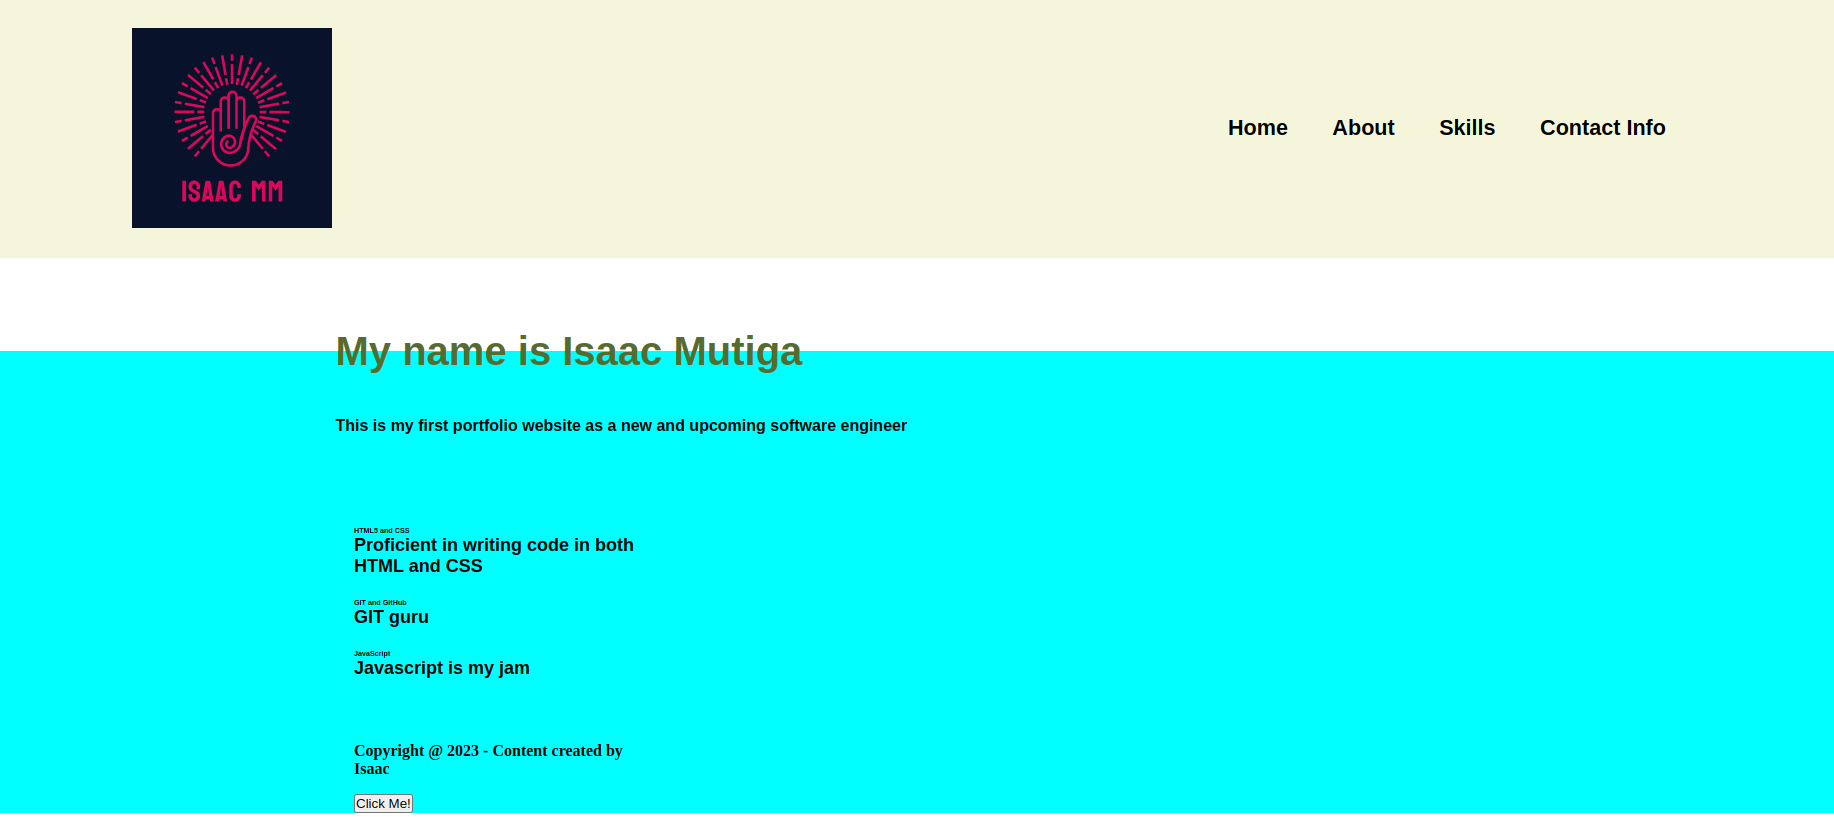 ISAAC MM
Home About Skills Contact Info
My name is Isaac Mutiga
This is my first portfolio website as a new and upcoming software engineer
HTML5 and CSS
Proficient in writing code in both
HTML and CSS
GIT and GitHub
GIT guru
JavaScript
Javascript is my jam
Copyright @ 2023 - Content created by
Isaac
Click Me!